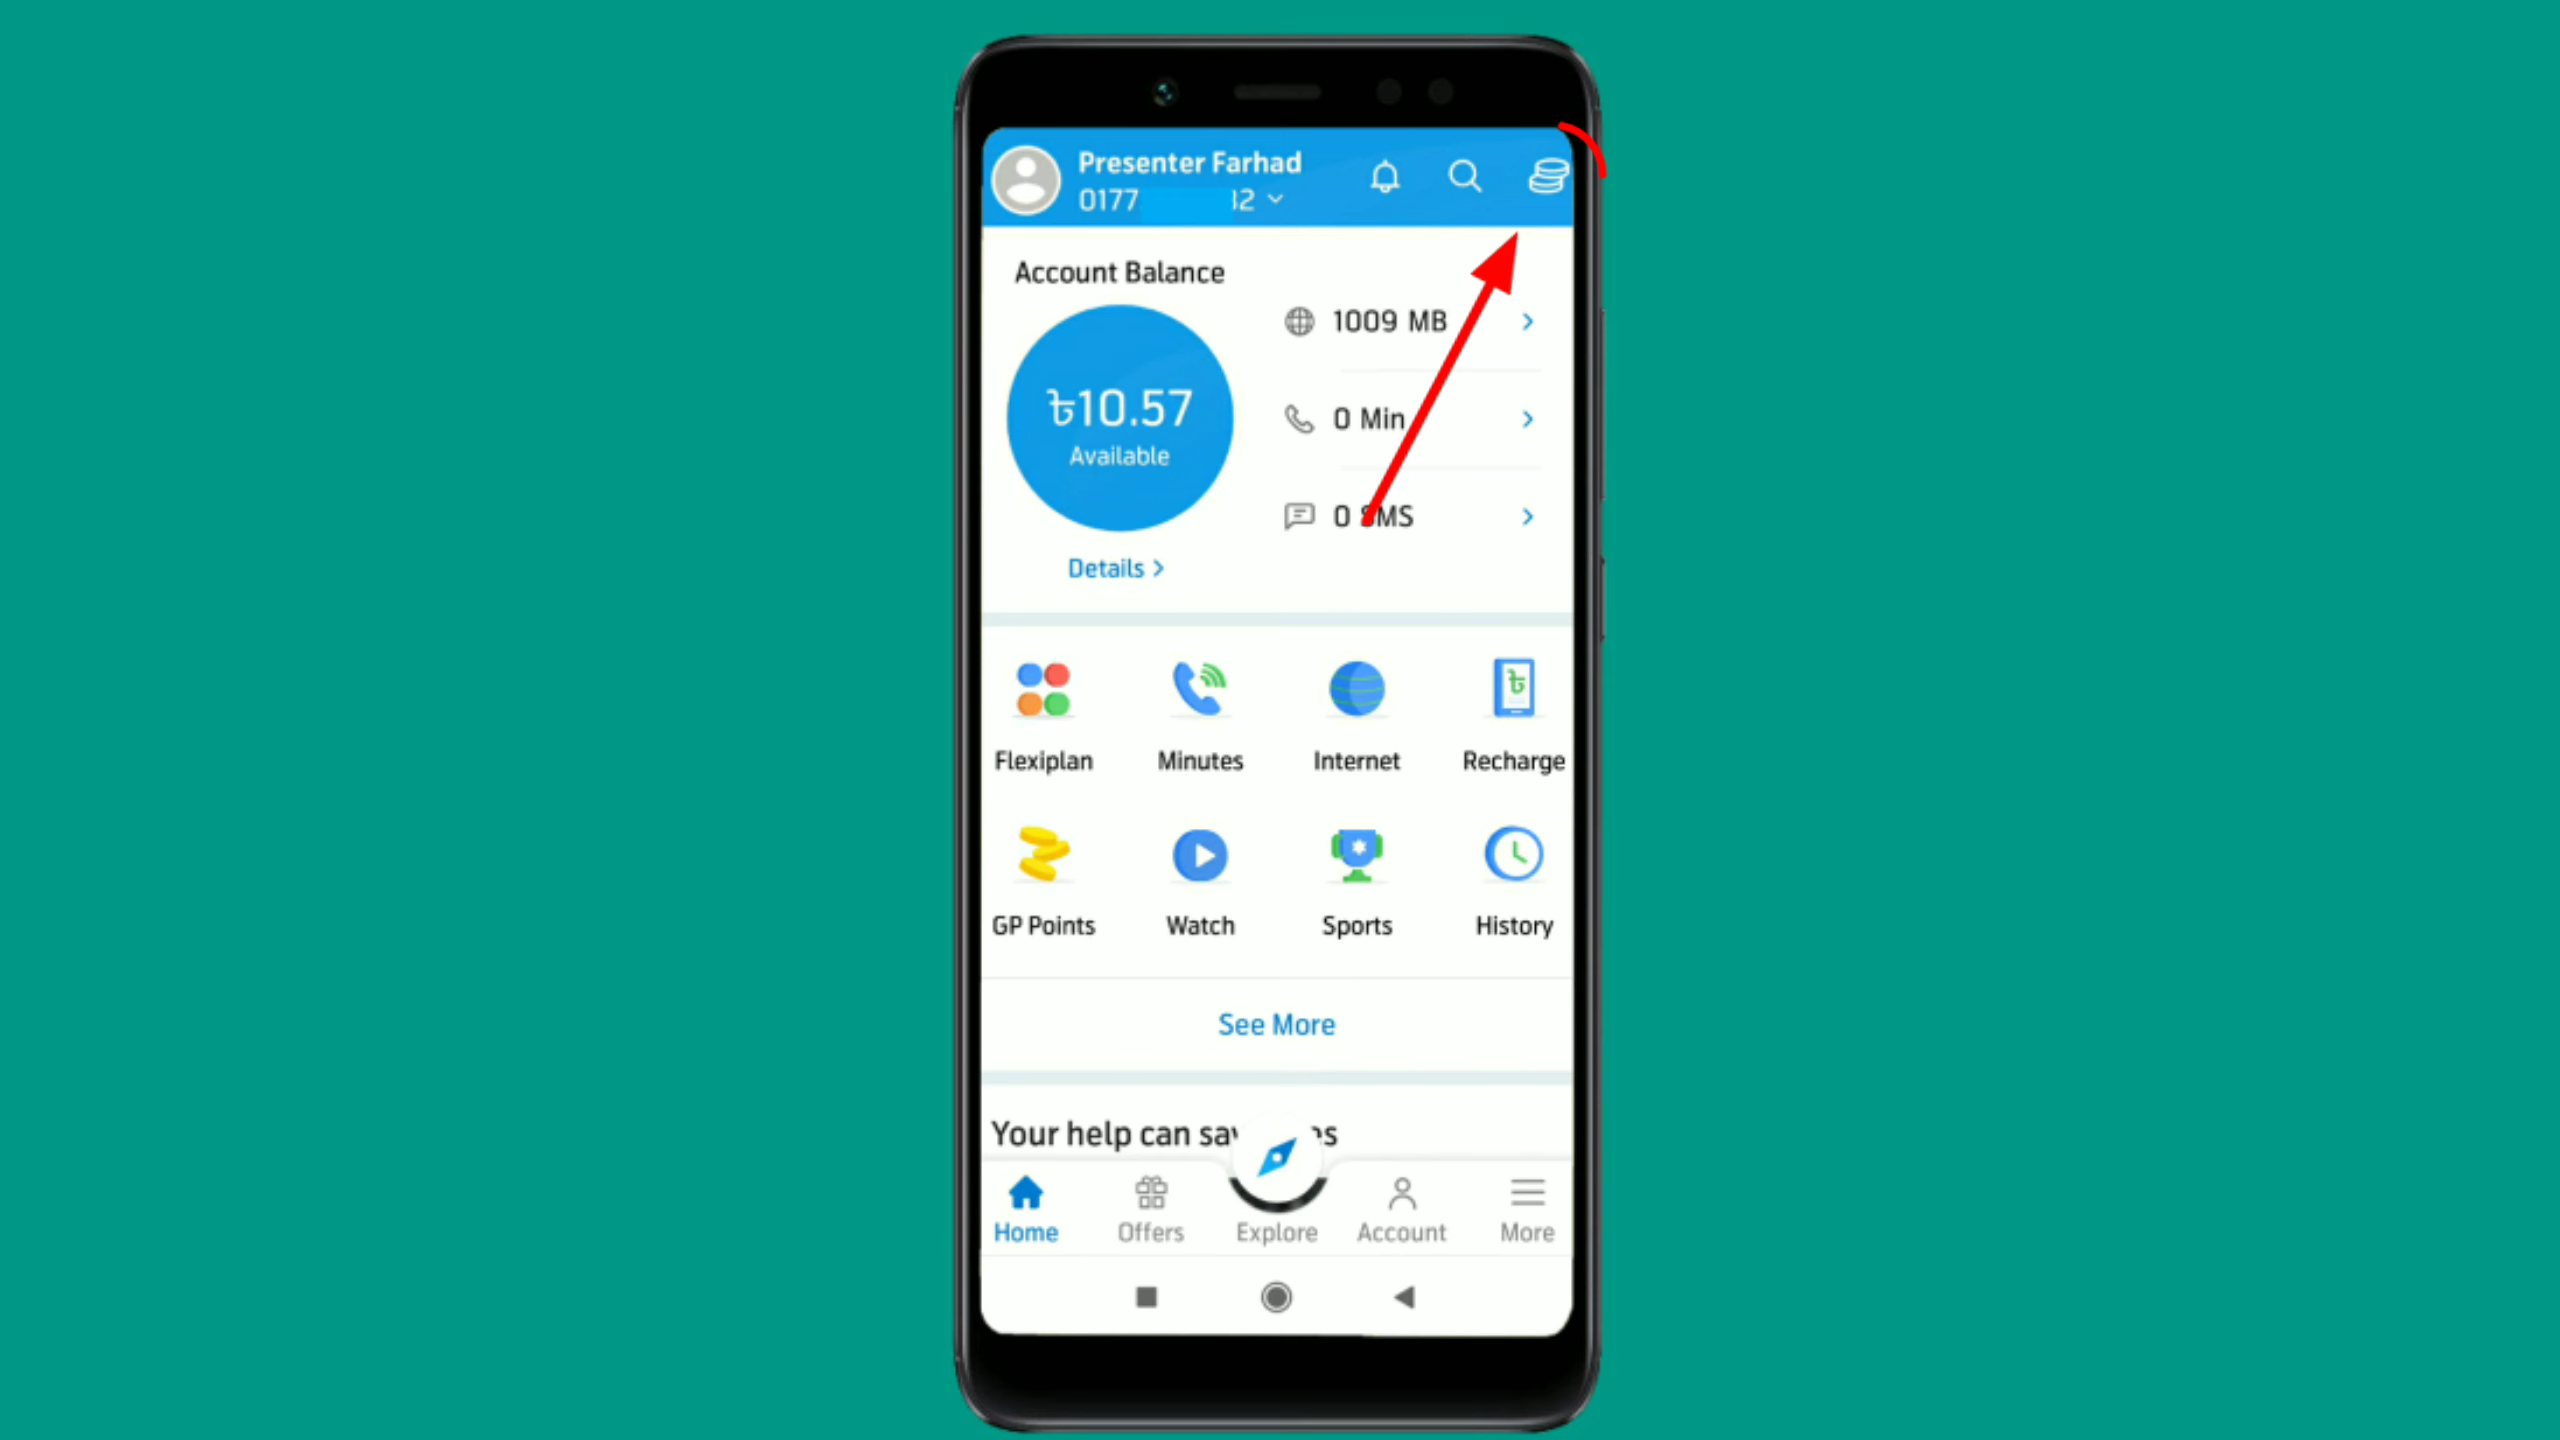 Presenter Farhad
0177 12
Account Balance
৳10.57
Available
Details >
1009 MB
0 Min
0 SMS
Flexiplan Minutes Internet Recharge
৳
GP Points Watch Sports History
See More
Your help can
Home Offers Explore Account More